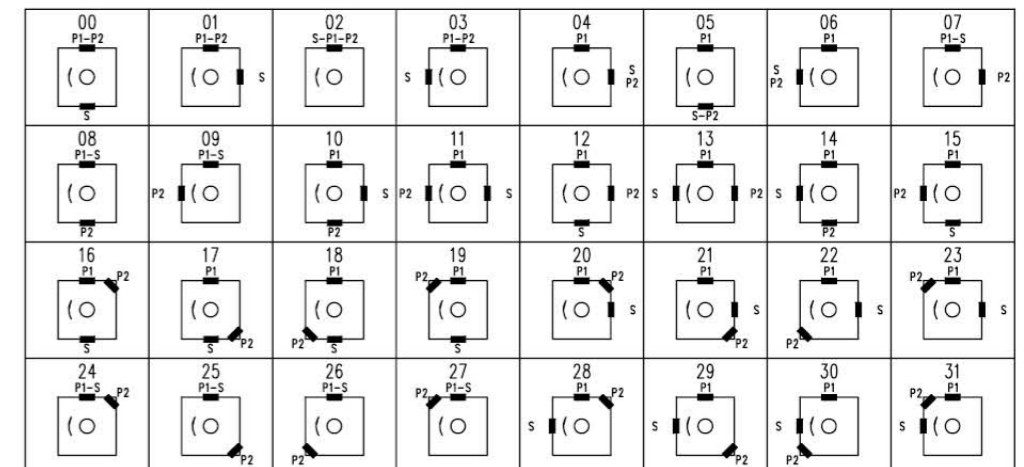 00 01 02 03 04 05 06 07
P1-P2 P1-P2 S-P1-P2 P1-P2 P1 P1 P1 P1-S
S S S P2 S P2 P2
S S-P2
08 09 10 11 12 13 14 15
P1-S P1-S P1 P1 P1 P1 P1 P1
P2 S P2 S P2 S P2 S P2
P2 P2 S P2 S
16 17 18 19 20 21 22 23
P1 P1 P1 P1 P1 P1 P1 P1
P2 P2 P2 P2
S S S S
S P2 P2 S S P2 S P2 S
24 25 26 27 28 29 30 31
P1-S P1-S P1-S P1-S P1 P1 P1 P1
P2 P2 P2 P2
S S S S
P2 P2 P2 P2